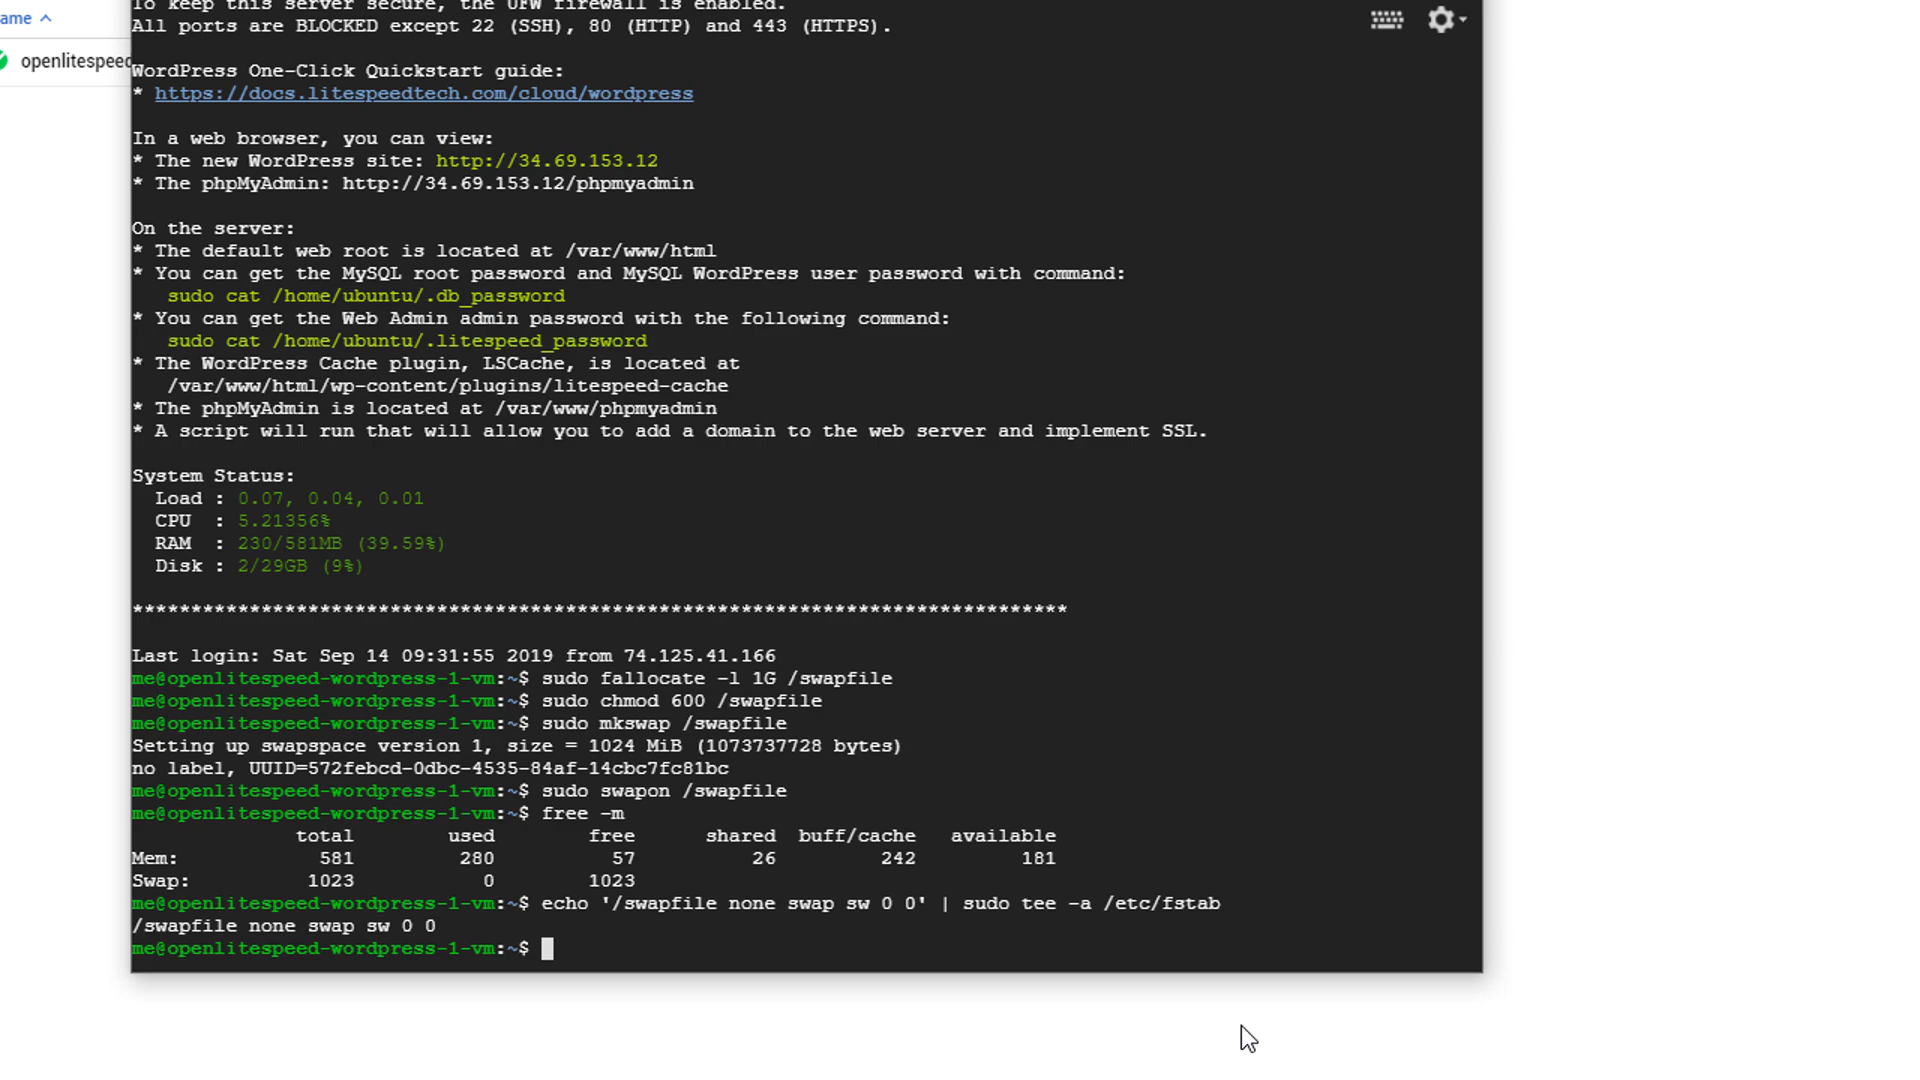 To keep this server secure, the UFW firewall is enabled.
All ports are BLOCKED except 22 (SSH), 80 (HTTP) and 443 (HTTPS).
ame
openlitespeed
WordPress One-Click Quickstart guide:
* https://docs.litespeedtech.com/cloud/wordpress
In a web browser, you can view:
* The new WordPress site: http://34.69.153.12
* The phpMyAdmin: http://34.69.153.12/phpmyadmin
On the server:
* The default web root is located at /var/www/html
* You can get the MySQL root password and MySQL WordPress user password with command:
sudo cat /home/ubuntu/.db_password
* You can get the Web Admin admin password with the following command:
sudo cat /home/ubuntu/.litespeed_password
* The WordPress Cache plugin, LSCache, is located at
/var/www/html/wp-content/plugins/litespeed-cache
* The phpMyAdmin is located at /var/www/phpmyadmin
* A script will run that will allow you to add a domain to the web server and implement SSL.
System Status:
Load : 0.07, 0.04, 0.01
CPU : 5.21356%
RAM : 230/581MB (39.59%)
Disk : 2/29GB (9%)
********************************************************************************
Last login: Sat Sep 14 09:31:55 2019 from 74.125.41.166
me@openlitespeed-wordpress-1-vm:~$ sudo fallocate -l 1G /swapfile
me@openlitespeed-wordpress-1-vm:~$ sudo chmod 600 /swapfile
me@openlitespeed-wordpress-1-vm:~$ sudo mkswap /swapfile
Setting up swapspace version 1, size = 1024 MiB (1073737728 bytes)
no label, UUID=572febcd-0dbc-4535-84af-14cbc7fc81bc
me@openlitespeed-wordpress-1-vm:~$ sudo swapon /swapfile
me@openlitespeed-wordpress-1-vm:~$ free -m
total used free shared buff/cache available
Mem: 581 280 57 26 242 181
Swap: 1023 0 1023
me@openlitespeed-wordpress-1-vm:~$ echo '/swapfile none swap sw 0 0' | sudo tee -a /etc/fstab
/swapfile none swap sw 0 0
me@openlitespeed-wordpress-1-vm:~$